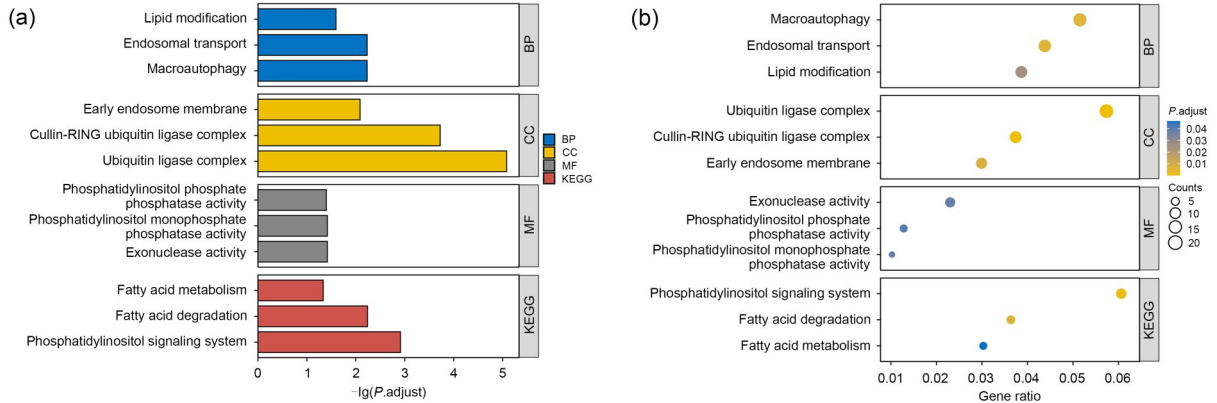 (a)
Lipid modification
Endosomal transport
Macroautophagy
BP
Early endosome membrane
Cullin-RING ubiquitin ligase complex
Ubiquitin ligase complex
CC
Phosphatidylinositol phosphate
phosphatase activity
Phosphatidylinositol monophosphate
phosphatase activity
Exonuclease activity
MF
Fatty acid metabolism
Fatty acid degradation
Phosphatidylinositol signaling system
KEGG
0 1 2 3 4 5
−lg(P.adjust)
BP
CC
MF
KEGG
(b)
Macroautophagy
Endosomal transport
Lipid modification
BP
Ubiquitin ligase complex
Cullin-RING ubiquitin ligase complex
Early endosome membrane
CC
Exonuclease activity
Phosphatidylinositol phosphate
phosphatase activity
Phosphatidylinositol monophosphate
phosphatase activity
MF
Phosphatidylinositol signaling system
Fatty acid degradation
Fatty acid metabolism
KEGG
0.01 0.02 0.03 0.04 0.05 0.06
Gene ratio
P.adjust
0.04
0.03
0.02
0.01
Counts
5
10
15
20